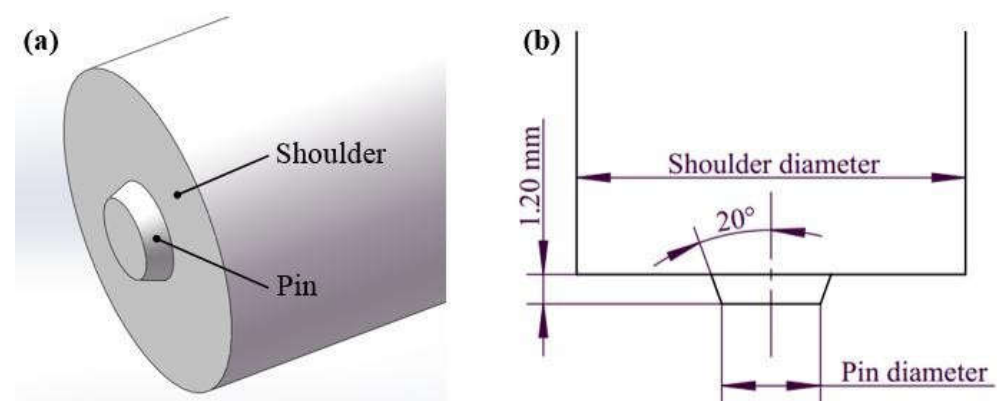 (a)
Shoulder
Pin
(b)
1.20 mm
Shoulder diameter
20°
Pin diameter